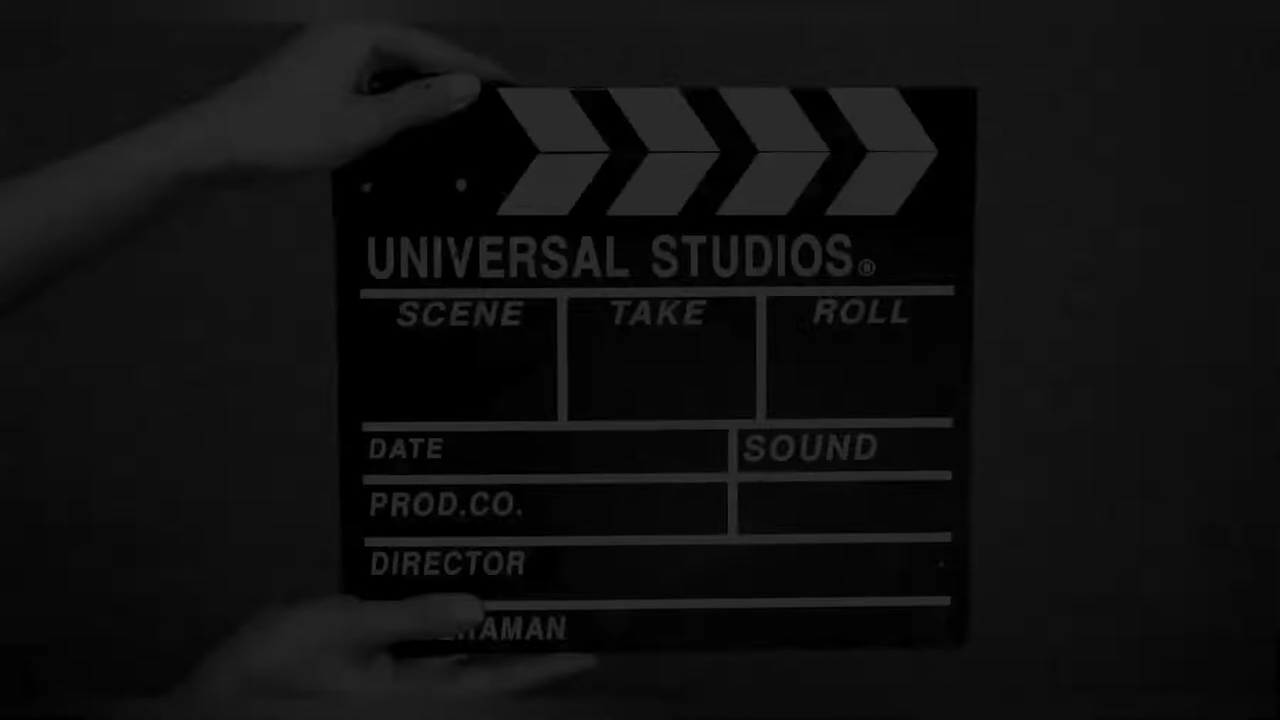 UNIVERSAL STUDIOS®
SCENE TAKE ROLL
DATE SOUND
PROD.CO.
DIRECTOR